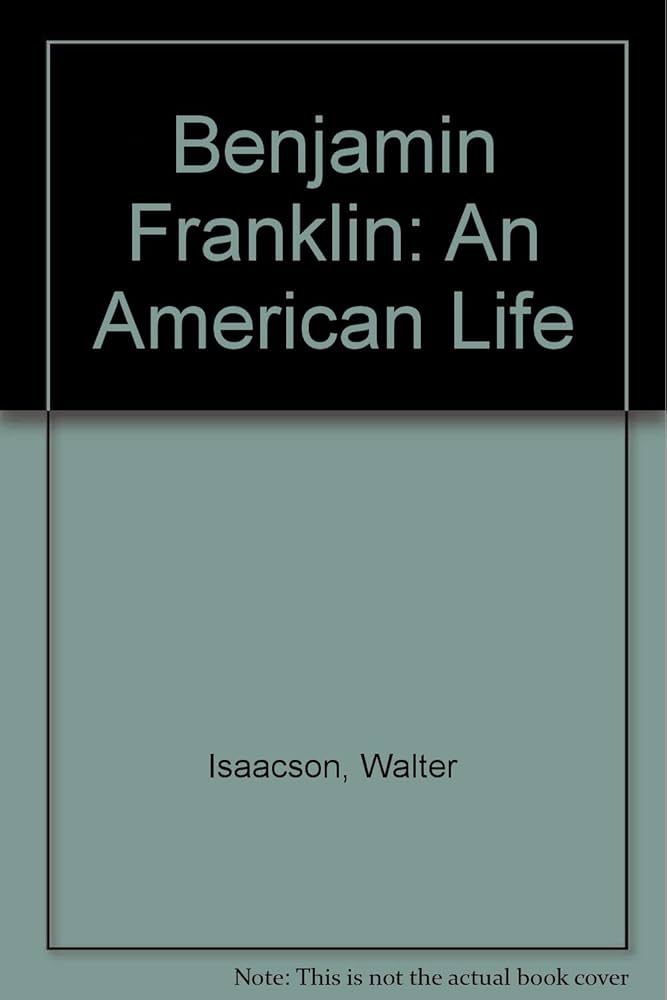 Benjamin
Franklin: An
American Life
Isaacson, Walter
Note: This is not the actual book cover